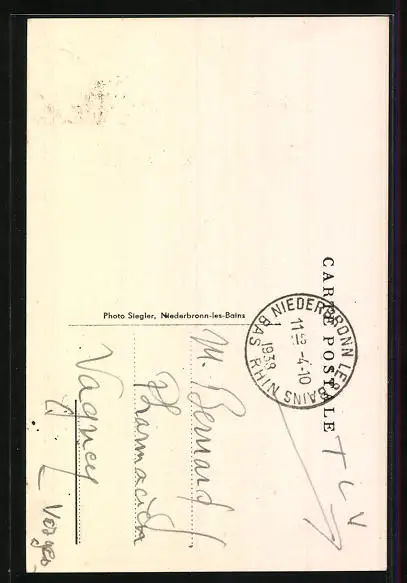 CARTE POSTALE
Photo Siegler, Niederbronn-les-Bains
NIEDERBRONN LES BAINS
BAS RHIN
11 15 -4-10
1938
T C V
M. Bernard
Pharmacien
Vagney
Vosges